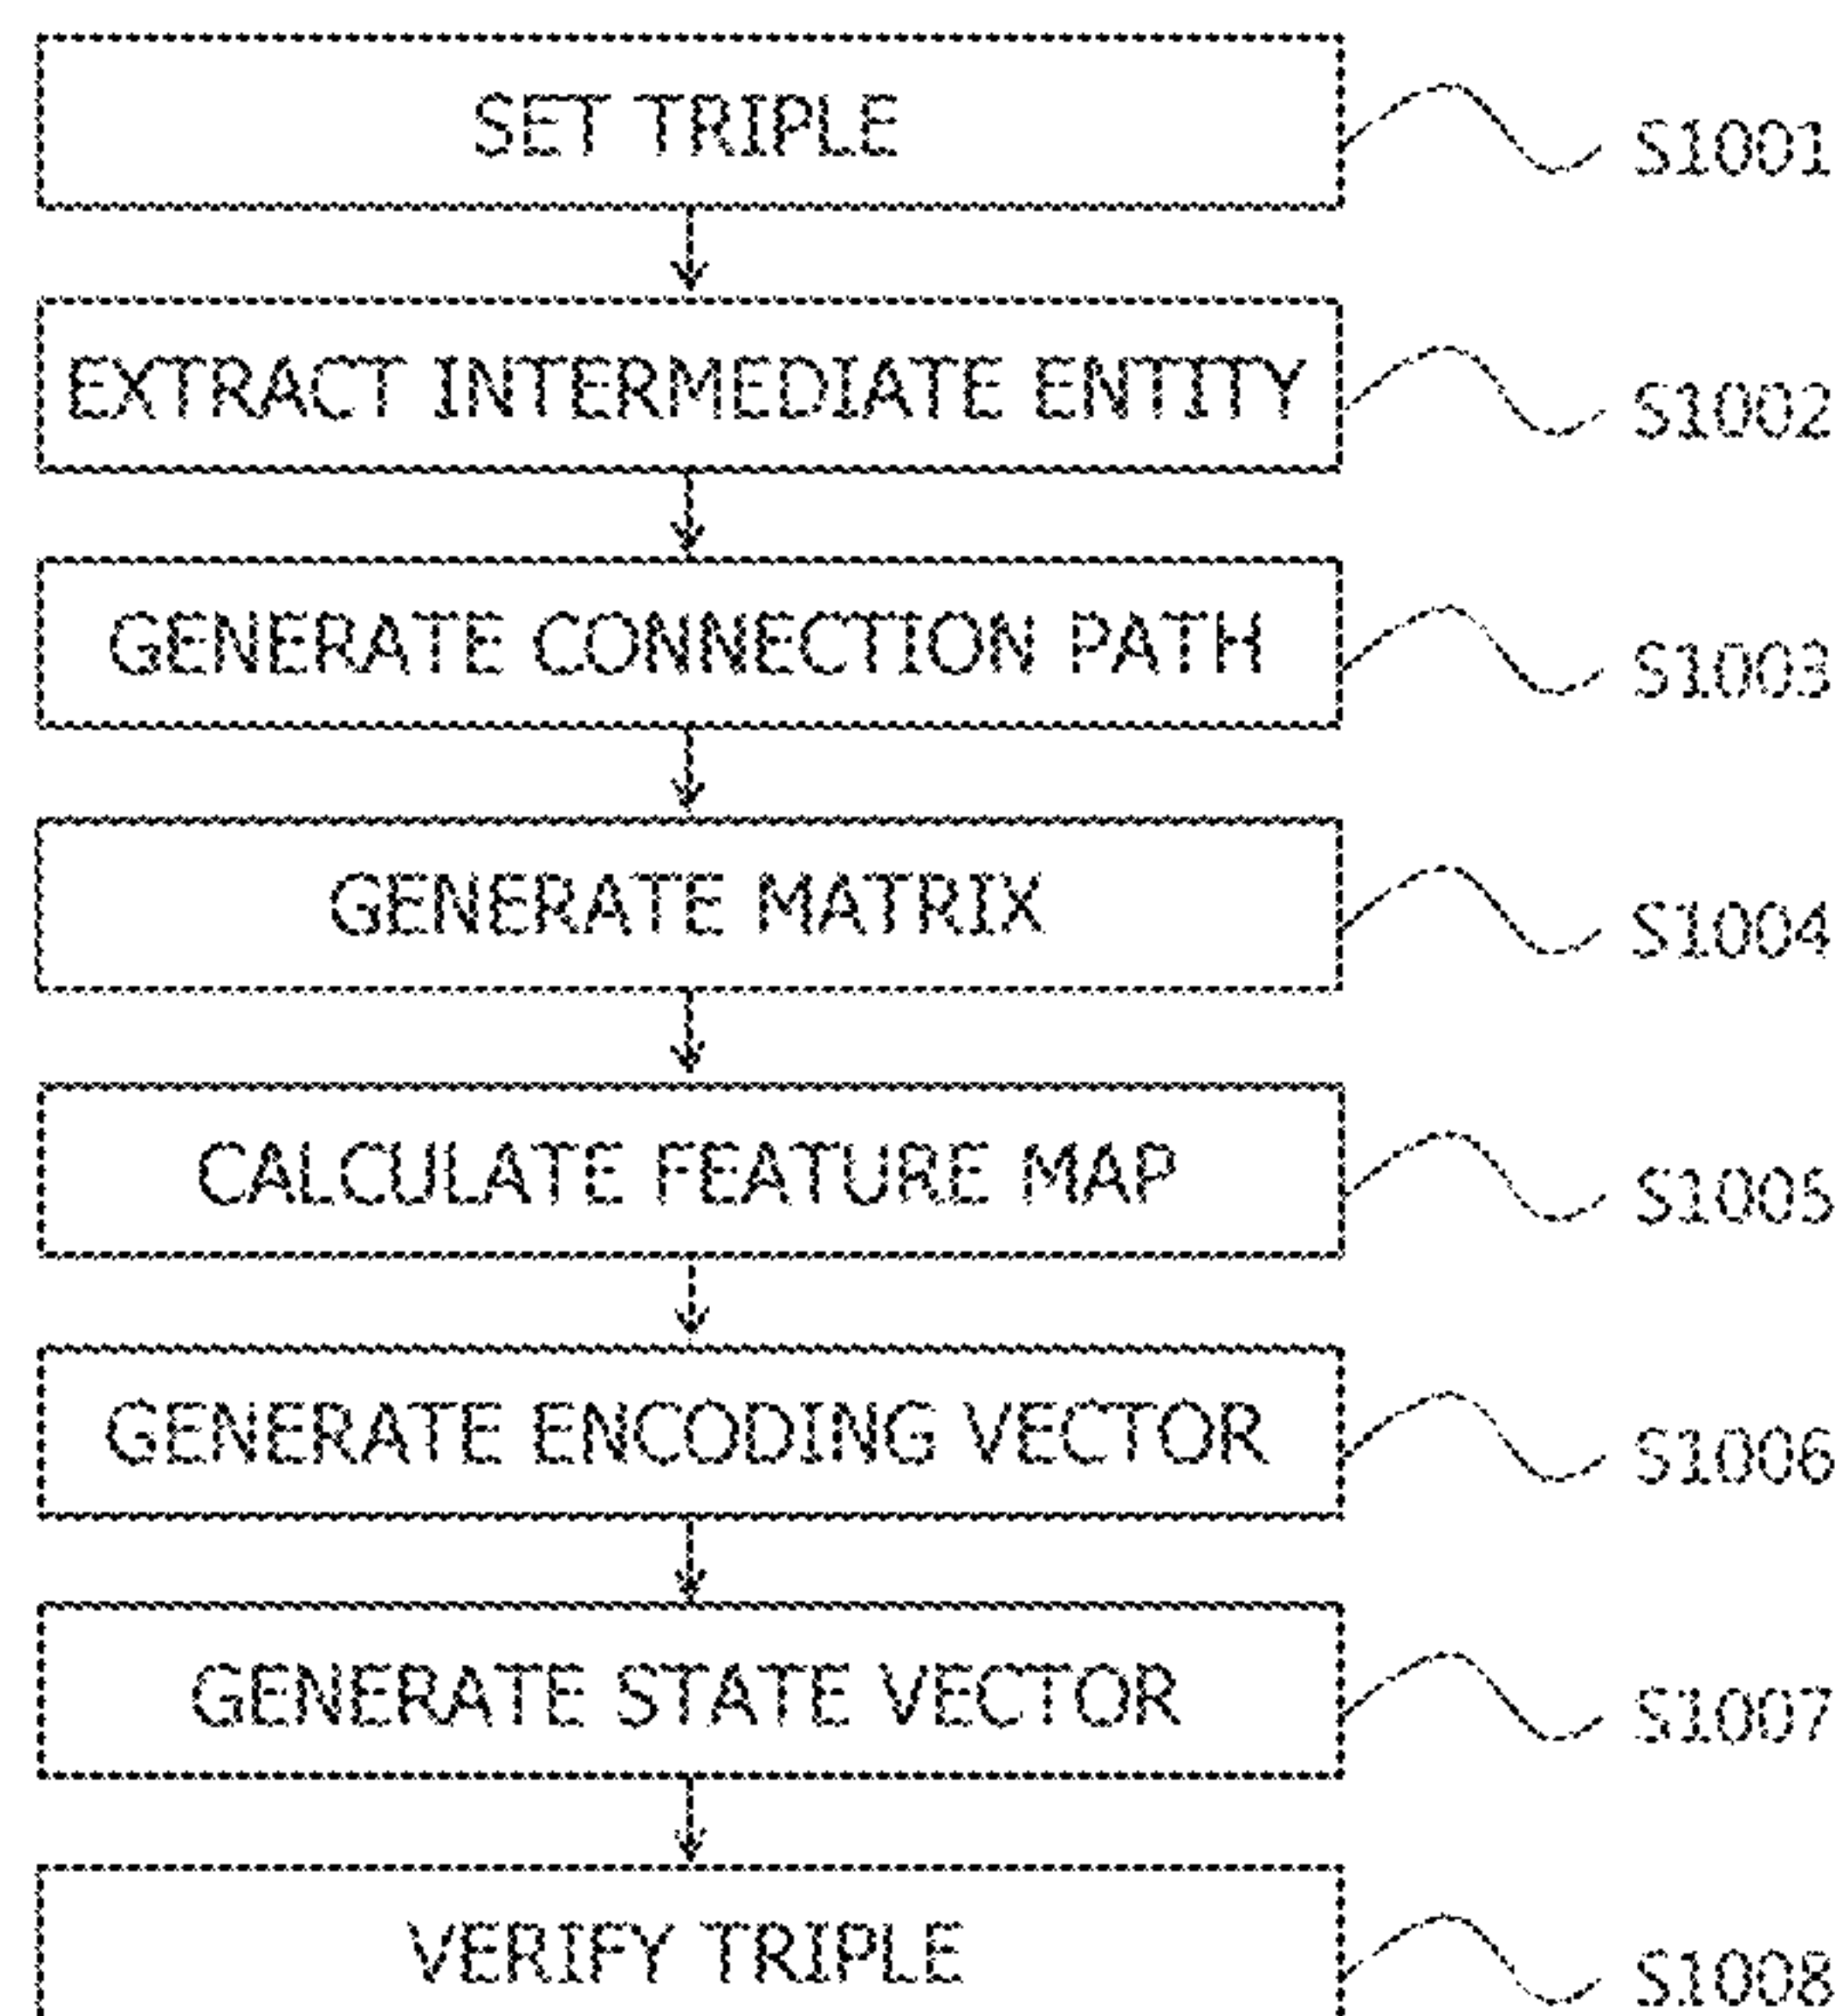 SET TRIPLE S1001
EXTRACT INTERMEDIATE ENTITY S1002
GENERATE CONNECTION PATH S1003
GENERATE MATRIX S1004
CALCULATE FEATURE MAP S1005
GENERATE ENCODING VECTOR S1006
GENERATE STATE VECTOR S1007
VERIFY TRIPLE S1008